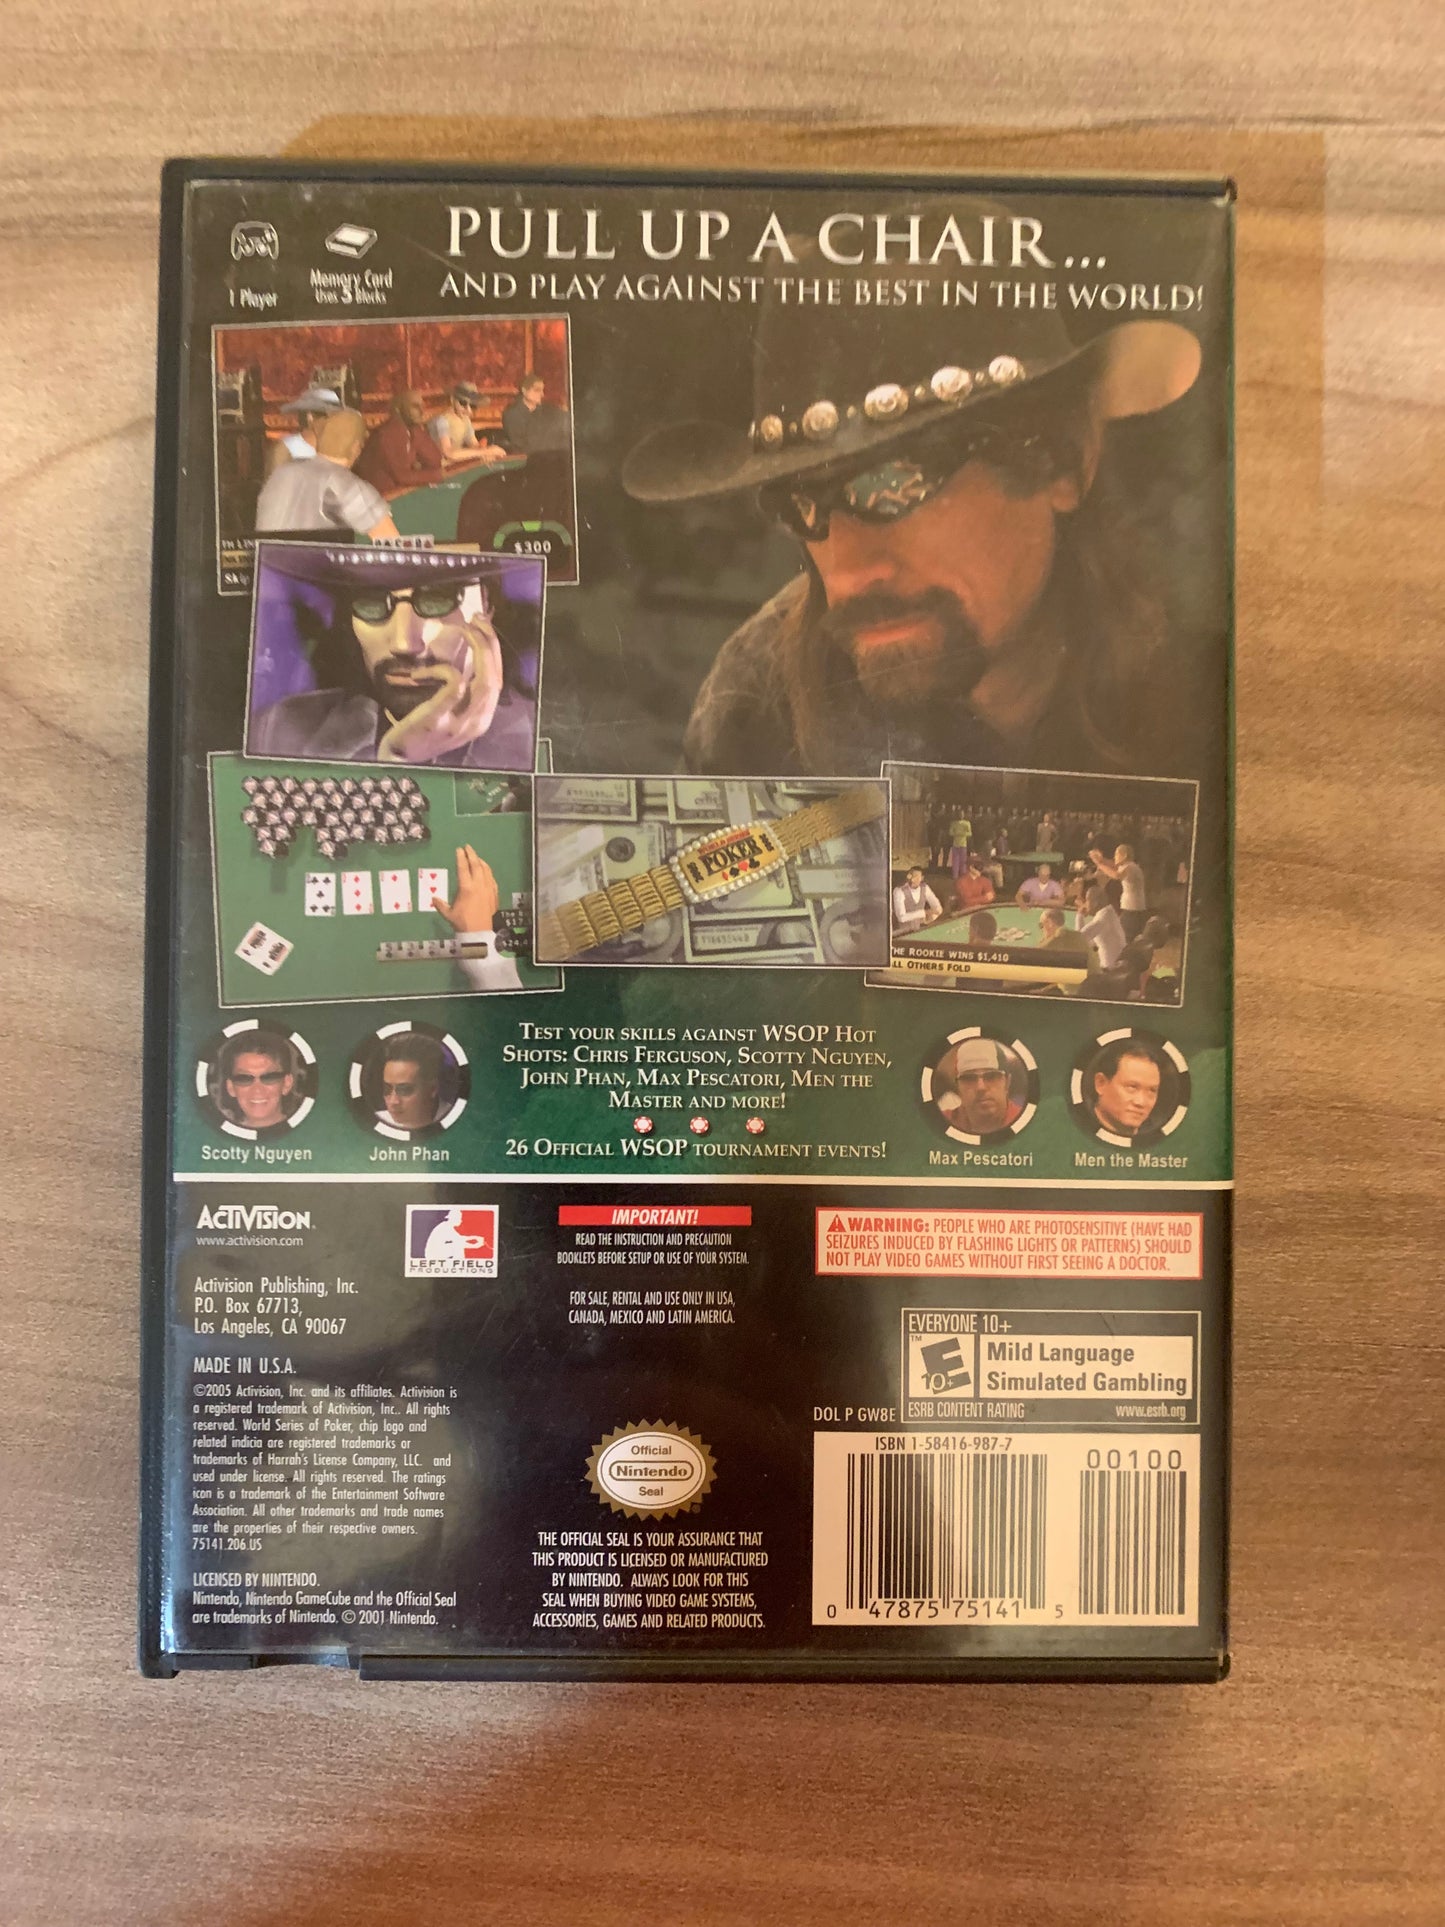 PULL UP A CHAIR...
AND PLAY AGAINST THE BEST IN THE WORLD!
1 Player
Memory Card
Uses 5 Blocks
$300
Skip
POKER
THE ROOKIE WINS $1,410
ALL OTHERS FOLD
TEST YOUR SKILLS AGAINST WSOP HOT
SHOTS: CHRIS FERGUSON, SCOTTY NGUYEN,
JOHN PHAN, MAX PESCATORI, MEN THE
MASTER AND MORE!
26 OFFICIAL WSOP TOURNAMENT EVENTS!
Scotty Nguyen
John Phan
Max Pescatori
Men the Master
ACTIVISION.
www.activision.com
LEFT FIELD
PRODUCTIONS
Activision Publishing, Inc.
P.O. Box 67713,
Los Angeles, CA 90067
MADE IN U.S.A.
©2005 Activision, Inc. and its affiliates. Activision is
a registered trademark of Activision, Inc.. All rights
reserved. World Series of Poker, chip logo and
related indicia are registered trademarks or
trademarks of Harrah's License Company, LLC. and
used under license. All rights reserved. The ratings
icon is a trademark of the Entertainment Software
Association. All other trademarks and trade names
are the properties of their respective owners.
75141.206.US
LICENSED BY NINTENDO.
Nintendo, Nintendo GameCube and the Official Seal
are trademarks of Nintendo. © 2001 Nintendo.
IMPORTANT!
READ THE INSTRUCTION AND PRECAUTION
BOOKLETS BEFORE SETUP OR USE OF YOUR SYSTEM.
FOR SALE, RENTAL AND USE ONLY IN USA,
CANADA, MEXICO AND LATIN AMERICA.
Official
Nintendo
Seal
THE OFFICIAL SEAL IS YOUR ASSURANCE THAT
THIS PRODUCT IS LICENSED OR MANUFACTURED
BY NINTENDO. ALWAYS LOOK FOR THIS
SEAL WHEN BUYING VIDEO GAME SYSTEMS,
ACCESSORIES, GAMES AND RELATED PRODUCTS.
WARNING: PEOPLE WHO ARE PHOTOSENSITIVE (HAVE HAD
SEIZURES INDUCED BY FLASHING LIGHTS OR PATTERNS) SHOULD
NOT PLAY VIDEO GAMES WITHOUT FIRST SEEING A DOCTOR.
EVERYONE 10+
E
10+
TM
Mild Language
Simulated Gambling
ESRB CONTENT RATING
www.esrb.org
DOL P GW8E
ISBN 1-58416-987-7
00100
0 47875 75141 5